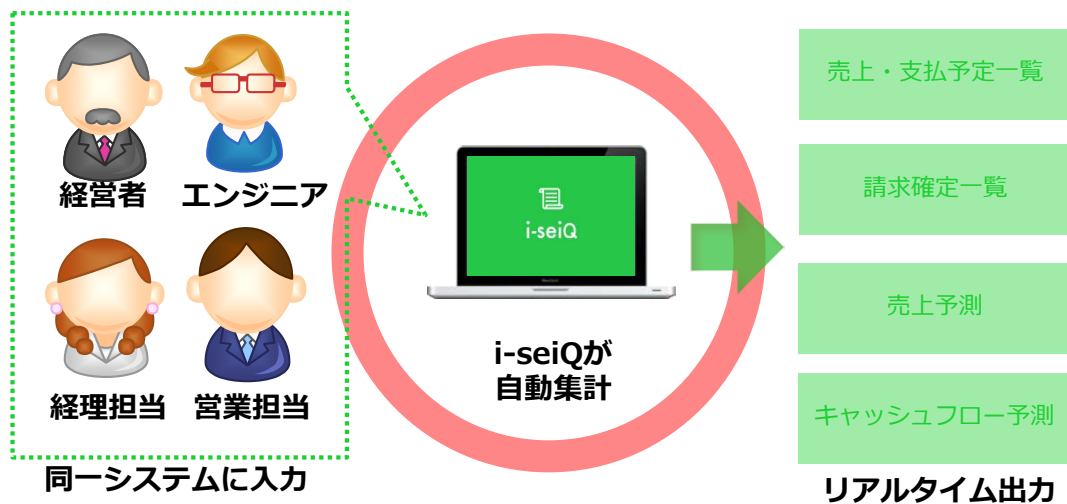 経営者
エンジニア
経理担当
営業担当
同一システムに入力
i-seiQ
i-seiQが
自動集計
売上・支払予定一覧
請求確定一覧
売上予測
キャッシュフロー予測
リアルタイム出力